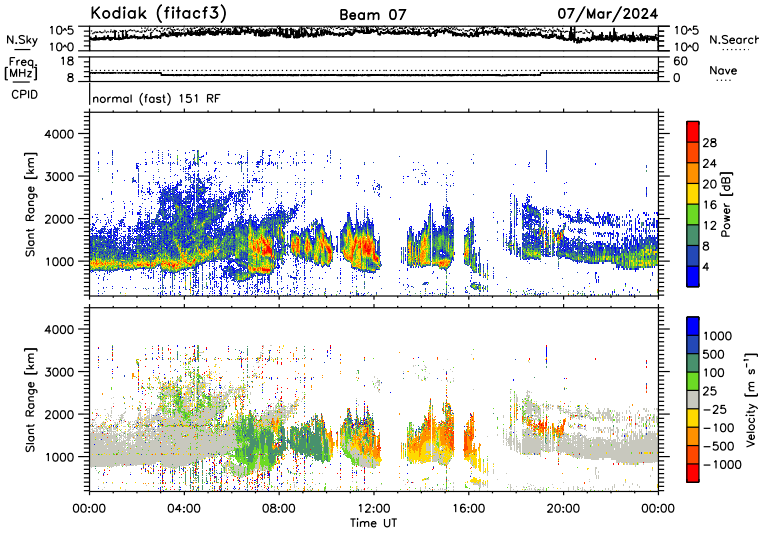 Kodiak (fitacf3) Beam 07 07/Mar/2024
N.Sky 10^5 10^0 10^5 10^0 N.Search
Freq. [MHz] 18 8 60 0 Nave
CPID normal (fast) 151 RF
Slant Range [km]
4000
3000
2000
1000
Power [dB]
28
24
20
16
12
8
4
Slant Range [km]
4000
3000
2000
1000
Velocity [m s⁻¹]
1000
500
100
25
−25
−100
−500
−1000
00:00 04:00 08:00 12:00 16:00 20:00 00:00
Time UT